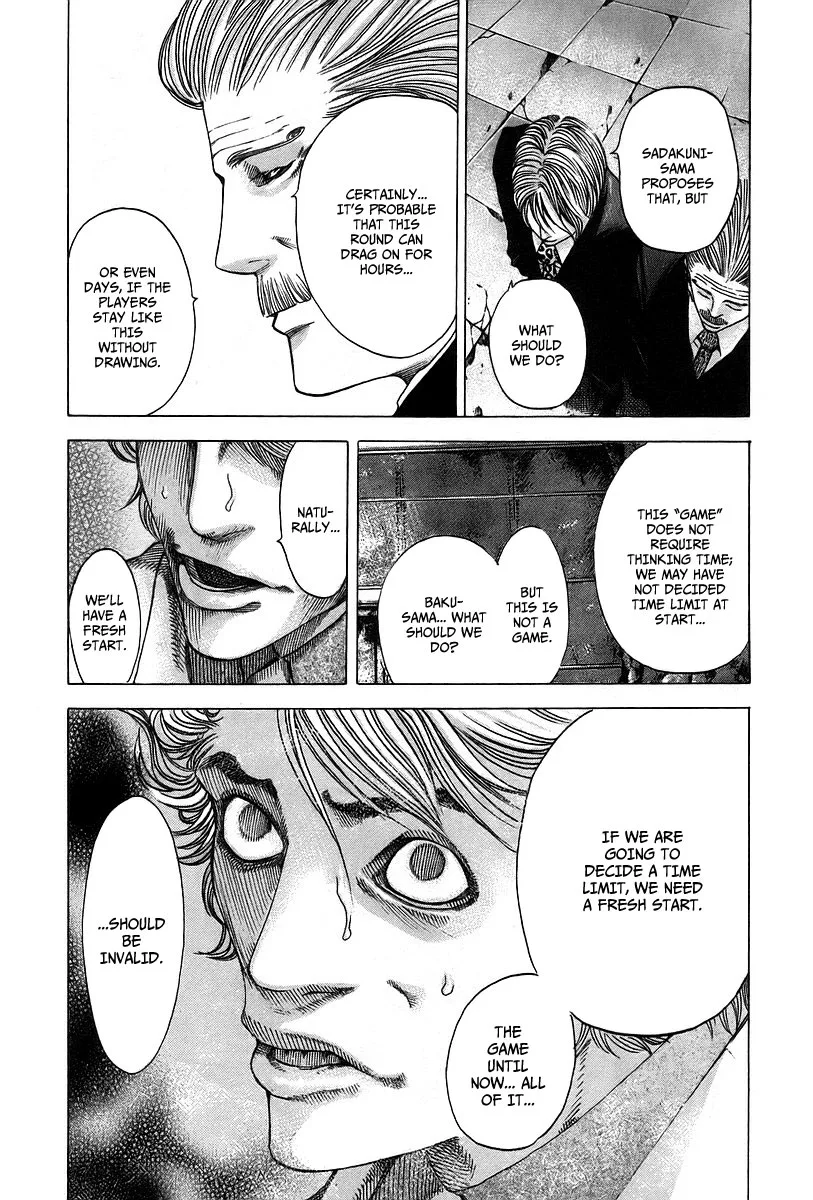 SADAKUNI-
SAMA
PROPOSES
THAT, BUT
WHAT
SHOULD
WE DO?
CERTAINLY...
IT'S PROBABLE
THAT THIS
ROUND CAN
DRAG ON FOR
HOURS...
OR EVEN
DAYS, IF THE
PLAYERS
STAY LIKE
THIS
WITHOUT
DRAWING.
THIS "GAME"
DOES NOT
REQUIRE
THINKING TIME;
WE MAY HAVE
NOT DECIDED
TIME LIMIT AT
START...
BUT
THIS IS
NOT A
GAME.
BAKU-
SAMA... WHAT
SHOULD WE
DO?
NATU-
RALLY...
WE'LL
HAVE A
FRESH
START.
IF WE ARE
GOING TO
DECIDE A TIME
LIMIT, WE NEED
A FRESH START.
THE
GAME
UNTIL
NOW... ALL
OF IT...
...SHOULD
BE
INVALID.